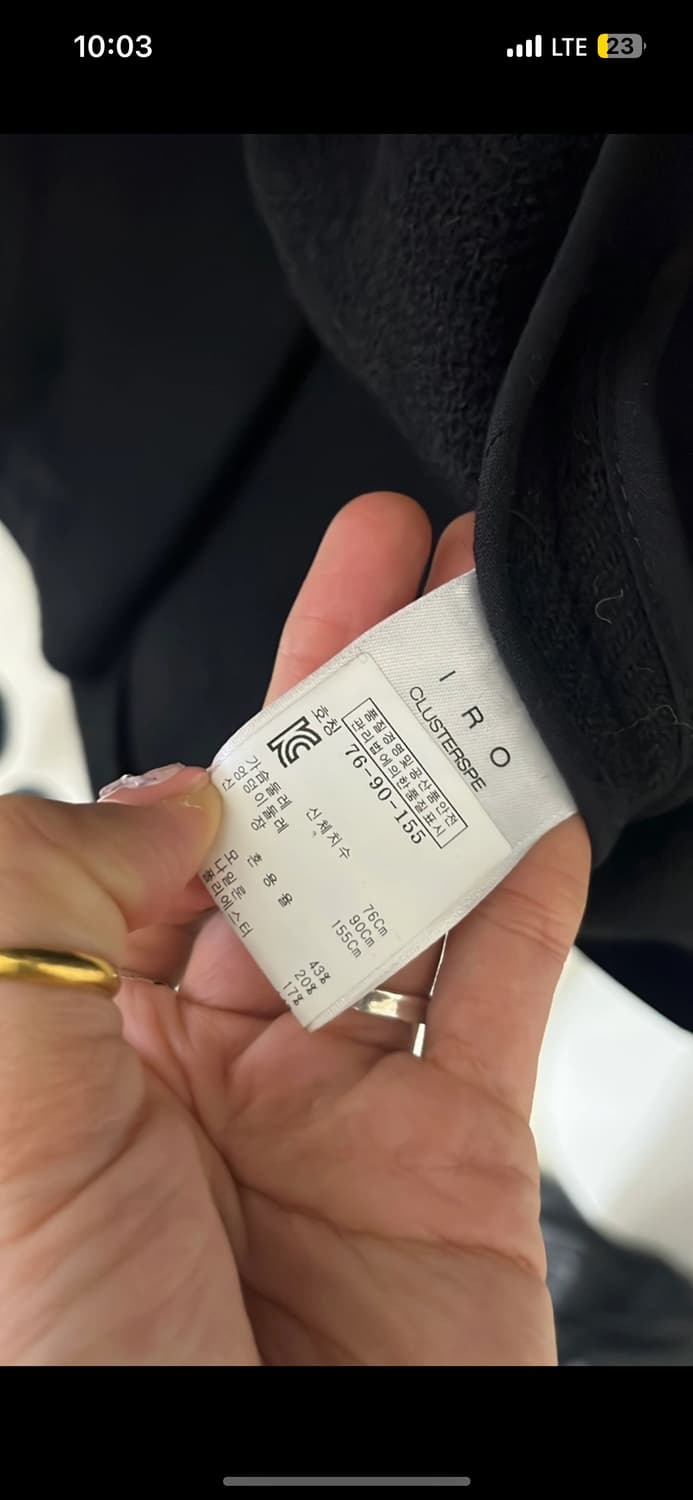 10:03
LTE 23
I R O
CLUSTERSPE
품질경영및공산품안전
관리법에의한품질표시
호칭 76-90-155
신체치수
가슴둘레 76Cm
엉덩이둘레 90Cm
신장 155Cm
혼용율
모 43%
나일론 20%
폴리에스터 17%